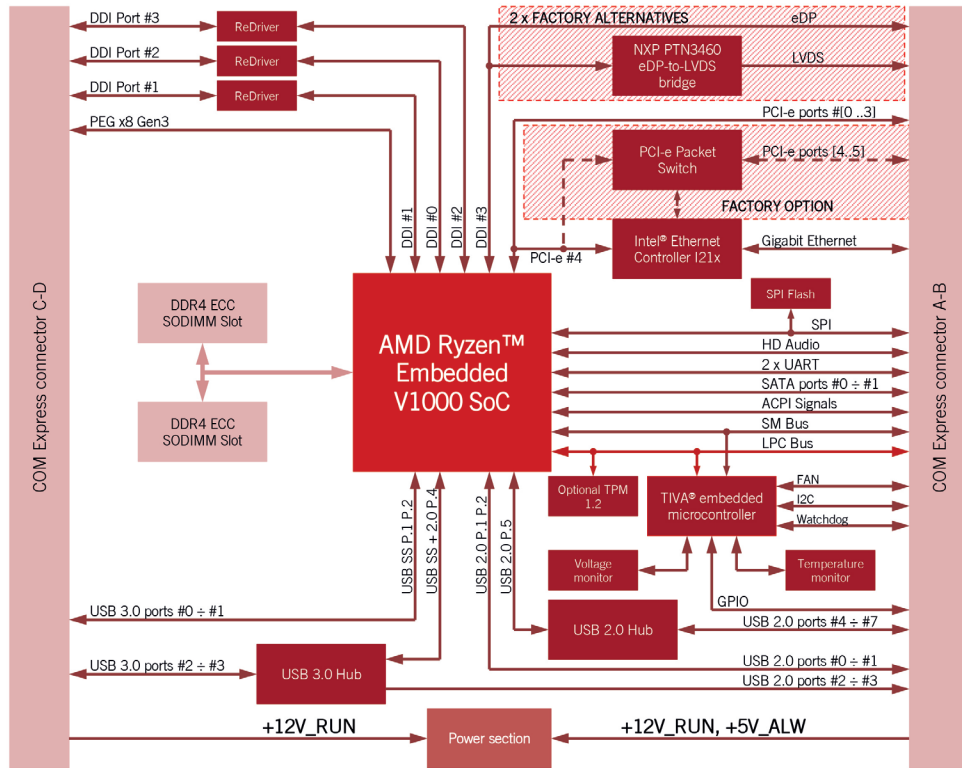 DDI Port #3
ReDriver
2 x FACTORY ALTERNATIVES
eDP
DDI Port #2
ReDriver
NXP PTN3460
eDP-to-LVDS
bridge
LVDS
DDI Port #1
ReDriver
PEG x8 Gen3
PCI-e ports #[0 ..3]
PCI-e Packet
Switch
PCI-e ports [4..5]
FACTORY OPTION
DDI #1
DDI #0
DDI #2
DDI #3
PCI-e #4
Intel® Ethernet
Controller I21x
Gigabit Ethernet
COM Express connector C-D
COM Express connector A-B
DDR4 ECC
SODIMM Slot
DDR4 ECC
SODIMM Slot
AMD Ryzen™
Embedded
V1000 SoC
SPI Flash
SPI
HD Audio
2 x UART
SATA ports #0 ÷ #1
ACPI Signals
SM Bus
LPC Bus
Optional TPM
1.2
TIVA® embedded
microcontroller
FAN
I2C
Watchdog
Voltage
monitor
Temperature
monitor
GPIO
USB SS P.1 P.2
USB SS + 2.0 P.4
USB 2.0 P.1 P.2
USB 2.0 P.5
USB 3.0 ports #0 ÷ #1
USB 2.0 Hub
USB 2.0 ports #4 ÷ #7
USB 3.0 ports #2 ÷ #3
USB 3.0 Hub
USB 2.0 ports #0 ÷ #1
USB 2.0 ports #2 ÷ #3
+12V_RUN
Power section
+12V_RUN, +5V_ALW